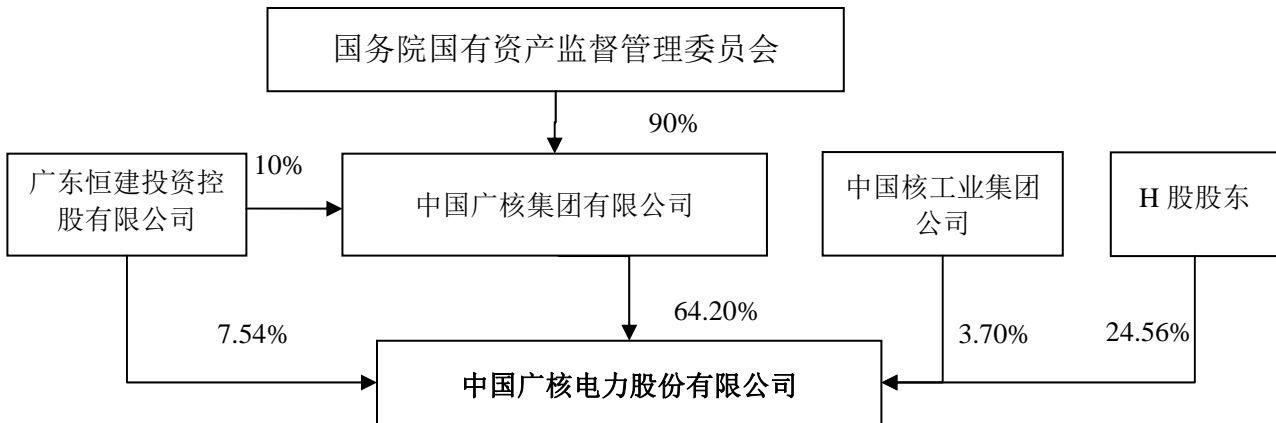 国务院国有资产监督管理委员会
90%
广东恒建投资控
股有限公司
10%
中国广核集团有限公司
中国核工业集团
公司
H 股股东
7.54%
64.20%
3.70%
24.56%
中国广核电力股份有限公司